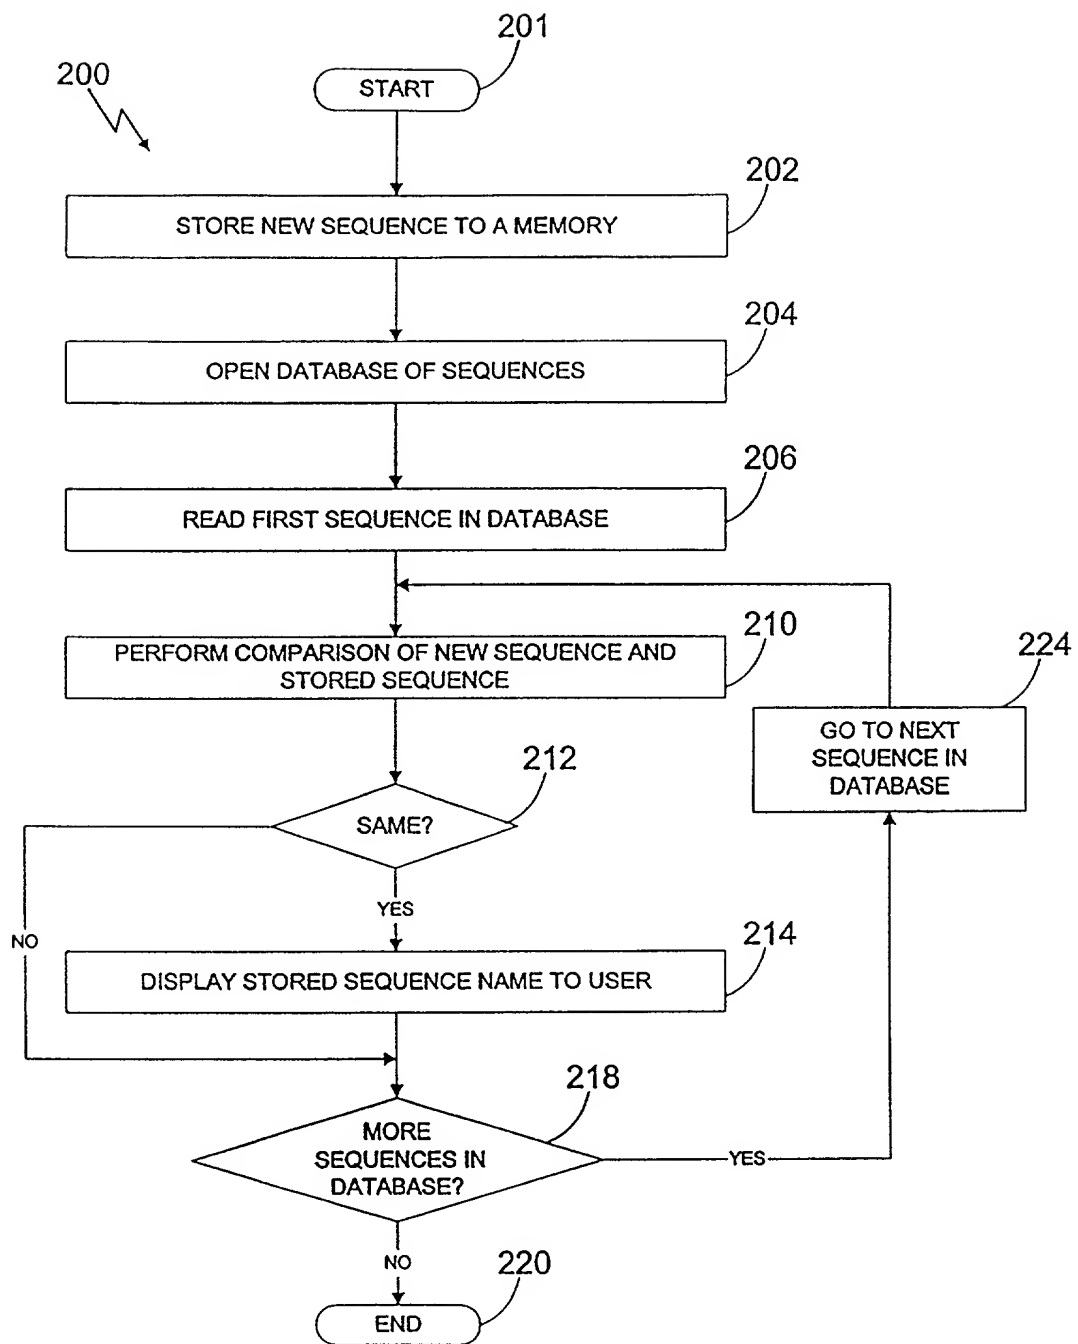 201
200
START
202
STORE NEW SEQUENCE TO A MEMORY
204
OPEN DATABASE OF SEQUENCES
206
READ FIRST SEQUENCE IN DATABASE
210
PERFORM COMPARISON OF NEW SEQUENCE AND
STORED SEQUENCE
224
GO TO NEXT
SEQUENCE IN
DATABASE
212
SAME?
YES
NO
214
DISPLAY STORED SEQUENCE NAME TO USER
218
MORE
SEQUENCES IN
DATABASE?
YES
NO
220
END